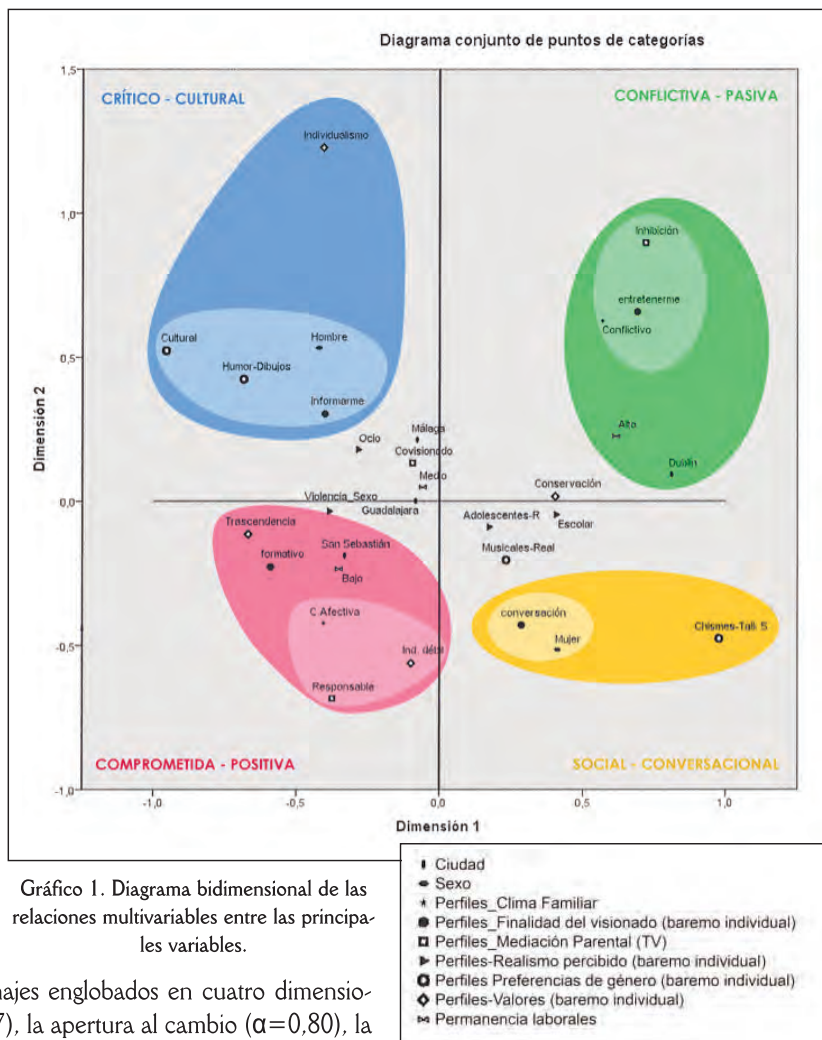 Diagrama conjunto de puntos de categorías
1,5
CRÍTICO - CULTURAL
CONFLICTIVA - PASIVA
Individualismo
1,0
Inhibición
entretenerme
Conflictivo
Cultural
Hombre
0,5
Humor-Dibujos
Informarme
Málaga
Alto
Ocio
Covisionado
Dublín
Medio
Dimensión 2
Conservación
0,0
Violencia_Sexo
Guadalajara
Adolescentes-R
Escolar
Trascendencia
San Sebastián
Musicales-Real
formativo
Bajo
C Afectiva
conversación
Chismes-Talk S
Mujer
-0,5
Ind. débil
Responsable
COMPROMETIDA - POSITIVA
SOCIAL - CONVERSACIONAL
-1,0
-1,0
-0,5
0,0
0,5
1,0
Dimensión 1
Gráfico 1. Diagrama bidimensional de las
relaciones multivariables entre las principa-
les variables.
Ciudad
Sexo
Perfiles_Clima Familiar
Perfiles_Finalidad del visionado (baremo individual)
Perfiles_Mediación Parental (TV)
Perfiles-Realismo percibido (baremo individual)
Perfiles Preferencias de género (baremo individual)
Perfiles-Valores (baremo individual)
Permanencia laborales
najes englobados en cuatro dimensio-
7), la apertura al cambio (α=0,80), la